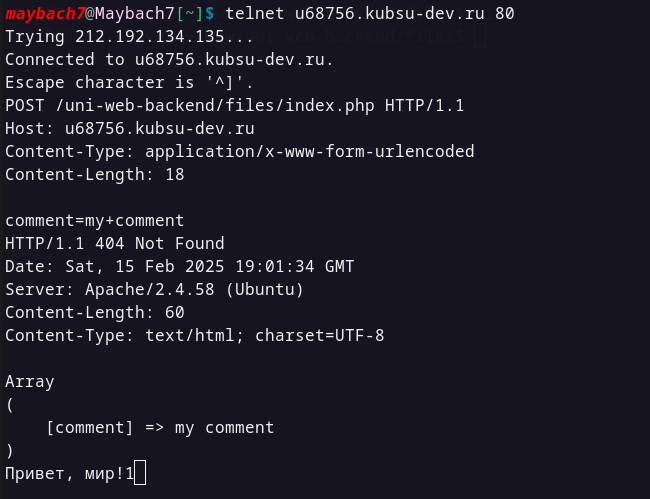 maybach7@Maybach7[~]$ telnet u68756.kubsu-dev.ru 80
Trying 212.192.134.135...
Connected to u68756.kubsu-dev.ru.
Escape character is '^]'.
POST /uni-web-backend/files/index.php HTTP/1.1
Host: u68756.kubsu-dev.ru
Content-Type: application/x-www-form-urlencoded
Content-Length: 18

comment=my+comment
HTTP/1.1 404 Not Found
Date: Sat, 15 Feb 2025 19:01:34 GMT
Server: Apache/2.4.58 (Ubuntu)
Content-Length: 60
Content-Type: text/html; charset=UTF-8

Array
(
    [comment] => my comment
)
Привет, мир!1